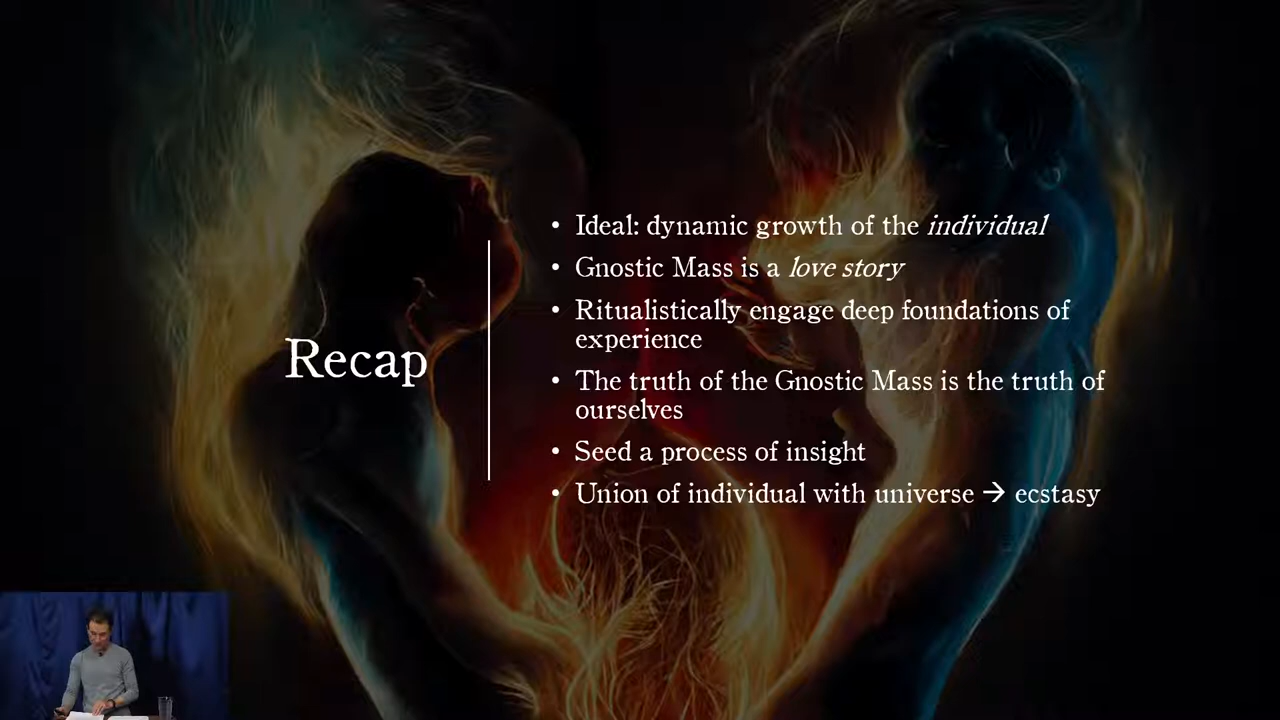 Recap
• Ideal: dynamic growth of the individual
• Gnostic Mass is a love story
• Ritualistically engage deep foundations of
experience
• The truth of the Gnostic Mass is the truth of
ourselves
• Seed a process of insight
• Union of individual with universe → ecstasy